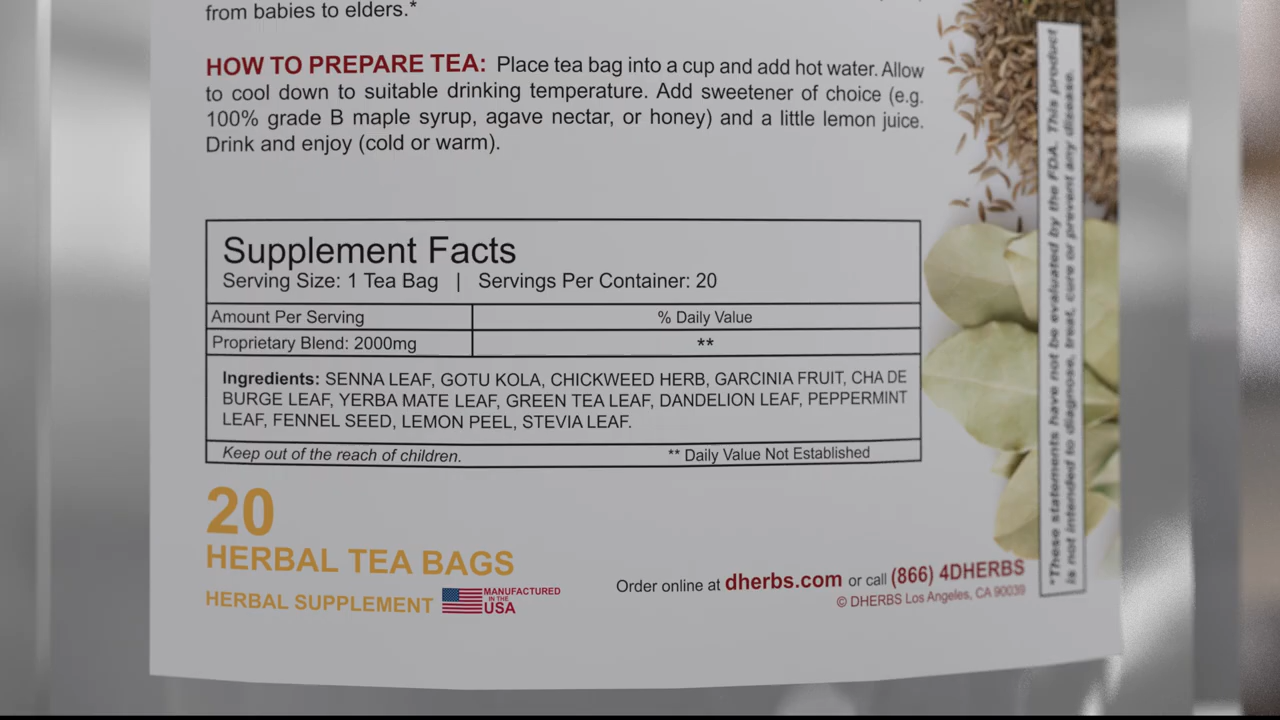 from babies to elders.*
HOW TO PREPARE TEA: Place tea bag into a cup and add hot water. Allow
to cool down to suitable drinking temperature. Add sweetener of choice (e.g.
100% grade B maple syrup, agave nectar, or honey) and a little lemon juice.
Drink and enjoy (cold or warm).
Supplement Facts
Serving Size: 1 Tea Bag | Servings Per Container: 20
Amount Per Serving % Daily Value
Proprietary Blend: 2000mg **
Ingredients: SENNA LEAF, GOTU KOLA, CHICKWEED HERB, GARCINIA FRUIT, CHA DE
BURGE LEAF, YERBA MATE LEAF, GREEN TEA LEAF, DANDELION LEAF, PEPPERMINT
LEAF, FENNEL SEED, LEMON PEEL, STEVIA LEAF.
Keep out of the reach of children. ** Daily Value Not Established
20
HERBAL TEA BAGS
HERBAL SUPPLEMENT
MANUFACTURED
IN THE
USA
Order online at dherbs.com or call (866) 4DHERBS
© DHERBS Los Angeles, CA 90039
*These statements have not be evaluated by the FDA. This product
is not intended to diagnose, treat, cure or prevent any disease.